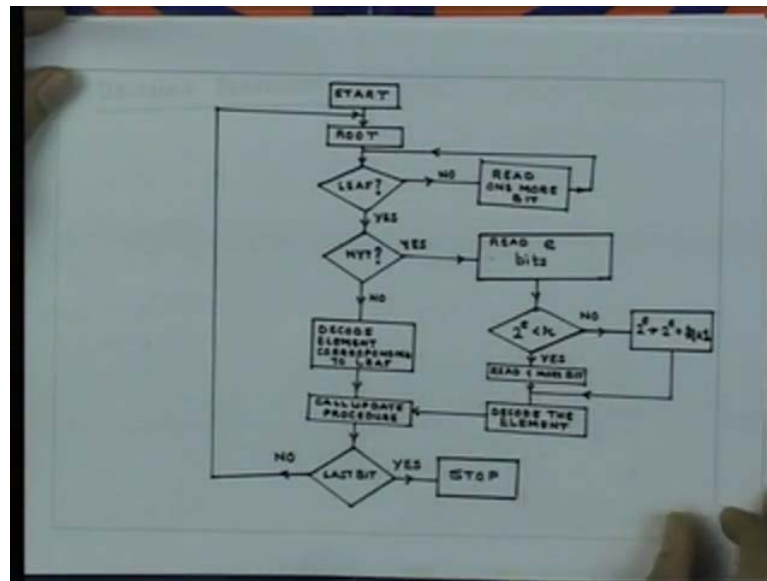 START
ROOT
LEAF?
NO
READ
ONE MORE
BIT
YES
NYT?
YES
READ e
bits
NO
DECODE
ELEMENT
CORRESPONDING
TO LEAF
NO
YES
READ 1 MORE BIT
CALL UPDATE
PROCEDURE
DECODE THE
ELEMENT
NO
LAST BIT
YES
STOP